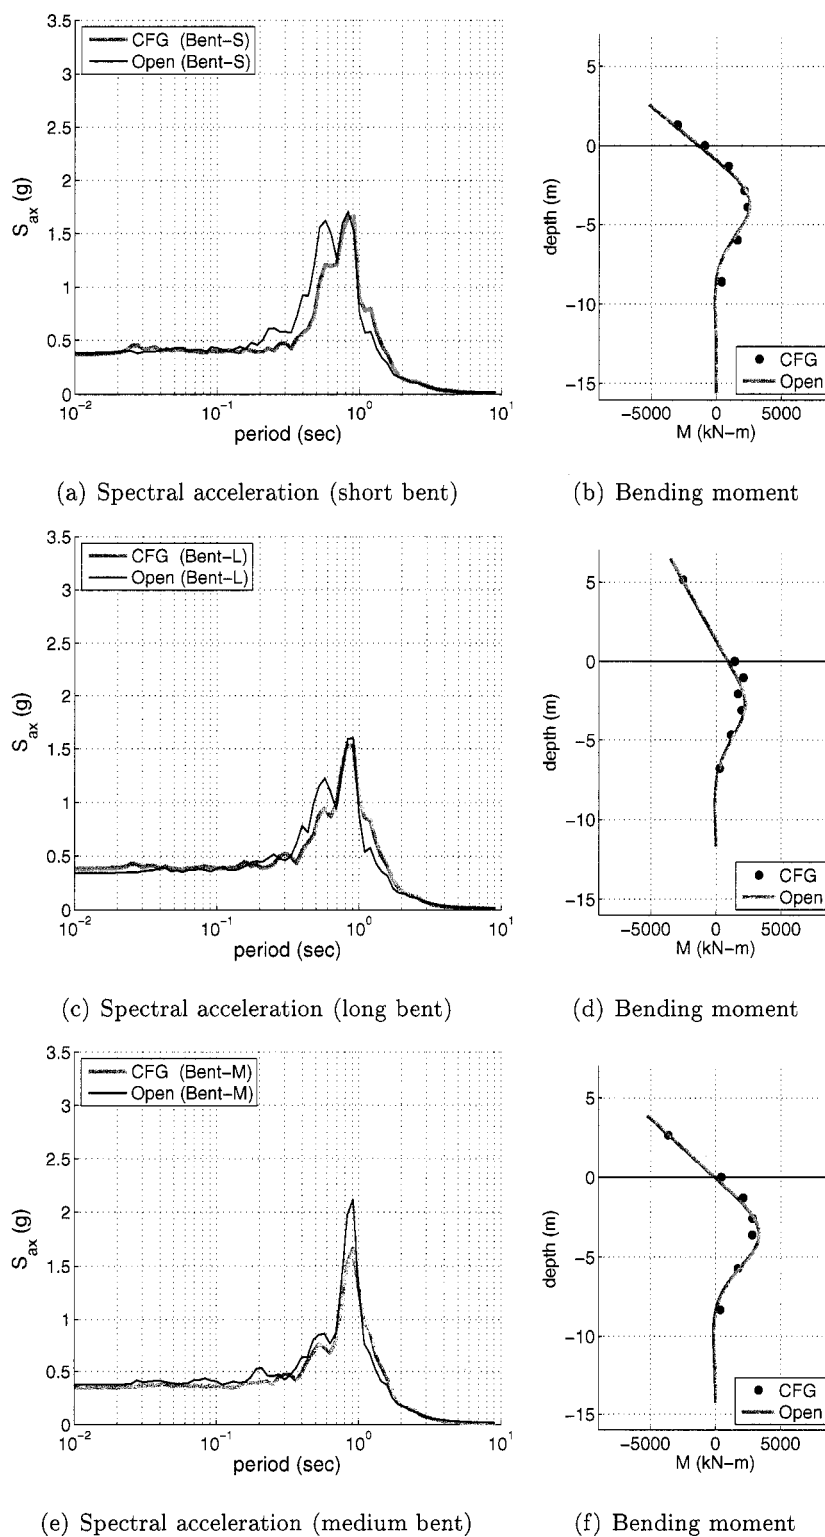 3.5
3
2.5
2
1.5
1
0.5
0
S_ax (g)
CFG (Bent-S)
Open (Bent-S)
10^-2 10^-1 10^0 10^1
period (sec)
5
0
-5
-10
-15
depth (m)
CFG
Open
-5000 0 5000
M (kN-m)
(a) Spectral acceleration (short bent)
(b) Bending moment
3.5
3
2.5
2
1.5
1
0.5
0
S_ax (g)
CFG (Bent-L)
Open (Bent-L)
10^-2 10^-1 10^0 10^1
period (sec)
5
0
-5
-10
-15
depth (m)
CFG
Open
-5000 0 5000
M (kN-m)
(c) Spectral acceleration (long bent)
(d) Bending moment
3.5
3
2.5
2
1.5
1
0.5
0
S_ax (g)
CFG (Bent-M)
Open (Bent-M)
10^-2 10^-1 10^0 10^1
period (sec)
5
0
-5
-10
-15
depth (m)
CFG
Open
-5000 0 5000
M (kN-m)
(e) Spectral acceleration (medium bent)
(f) Bending moment